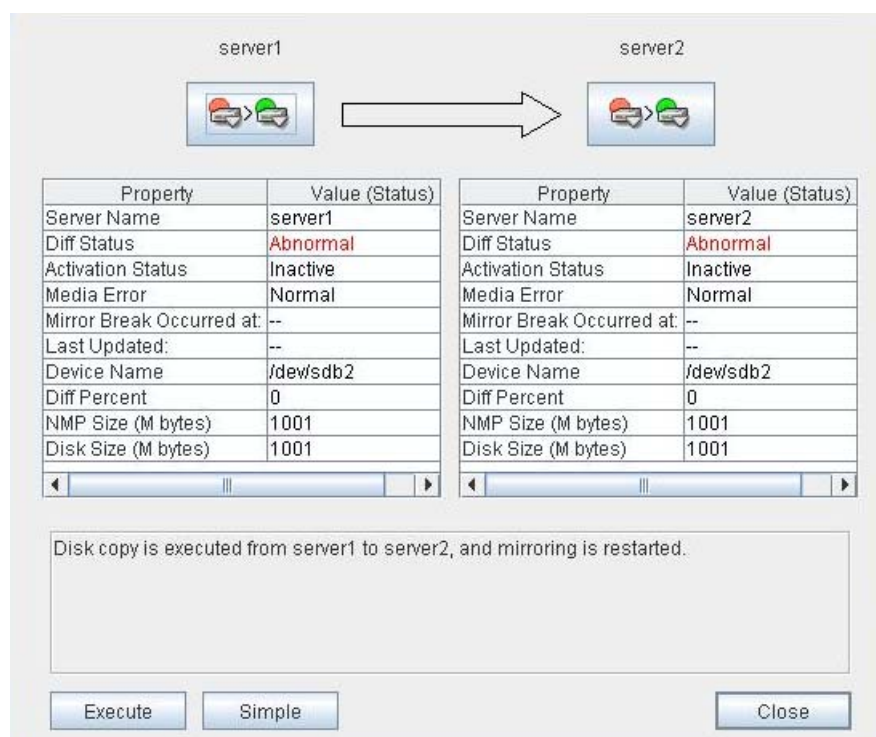 server1 server2
Property Value (Status) Property Value (Status)
Server Name server1 Server Name server2
Diff Status Abnormal Diff Status Abnormal
Activation Status Inactive Activation Status Inactive
Media Error Normal Media Error Normal
Mirror Break Occurred at: -- Mirror Break Occurred at: --
Last Updated: -- Last Updated: --
Device Name /dev/sdb2 Device Name /dev/sdb2
Diff Percent 0 Diff Percent 0
NMP Size (M bytes) 1001 NMP Size (M bytes) 1001
Disk Size (M bytes) 1001 Disk Size (M bytes) 1001
Disk copy is executed from server1 to server2, and mirroring is restarted.
Execute Simple Close